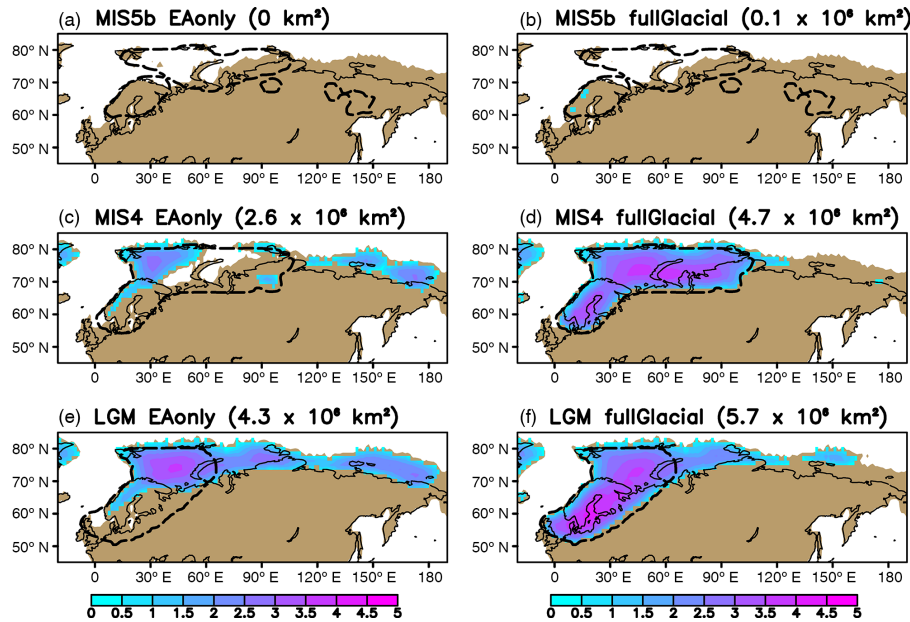 (a) MIS5b EAonly (0 km²)
(b) MIS5b fullGlacial (0.1 x 10⁶ km²)
80° N
70° N
60° N
50° N
0 30° E 60° E 90° E 120° E 150° E 180
80° N
70° N
60° N
50° N
0 30° E 60° E 90° E 120° E 150° E 180
(c) MIS4 EAonly (2.6 x 10⁶ km²)
(d) MIS4 fullGlacial (4.7 x 10⁶ km²)
80° N
70° N
60° N
50° N
0 30° E 60° E 90° E 120° E 150° E 180
80° N
70° N
60° N
50° N
0 30° E 60° E 90° E 120° E 150° E 180
(e) LGM EAonly (4.3 x 10⁶ km²)
(f) LGM fullGlacial (5.7 x 10⁶ km²)
80° N
70° N
60° N
50° N
0 30° E 60° E 90° E 120° E 150° E 180
80° N
70° N
60° N
50° N
0 30° E 60° E 90° E 120° E 150° E 180
0 0.5 1 1.5 2 2.5 3 3.5 4 4.5 5
0 0.5 1 1.5 2 2.5 3 3.5 4 4.5 5